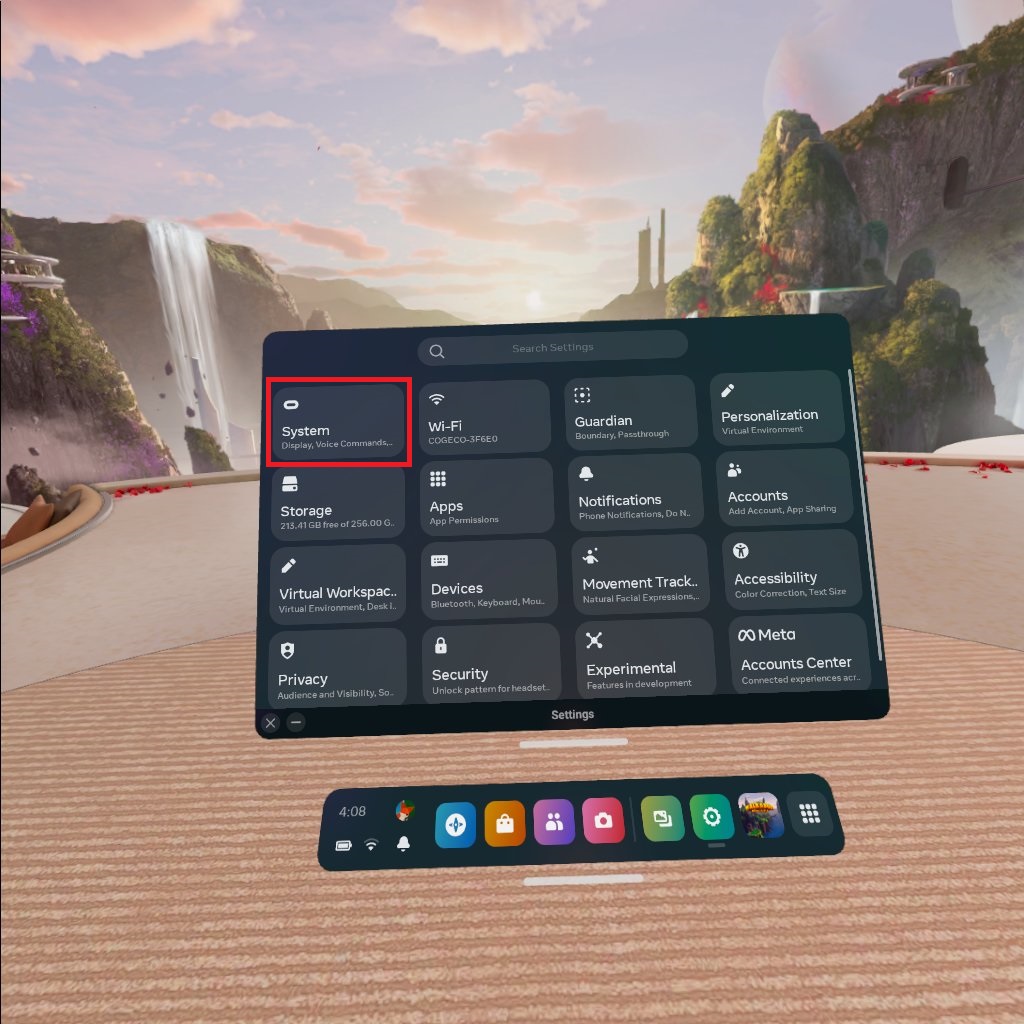 Search Settings
System
Display, Voice Commands,..
Wi-Fi
COGECO-3F6E0
Guardian
Boundary, Passthrough
Personalization
Virtual Environment
Storage
213.41 GB free of 256.00 G..
Apps
App Permissions
Notifications
Phone Notifications, Do N..
Accounts
Add Account, App Sharing
Virtual Workspac..
Virtual Environment, Desk i..
Devices
Bluetooth, Keyboard, Mou..
Movement Track..
Natural Facial Expressions,..
Accessibility
Color Correction, Text Size
Privacy
Audience and Visibility, So..
Security
Unlock pattern for headset..
Experimental
Features in development
Meta
Accounts Center
Connected experiences acr..
Settings
4:08